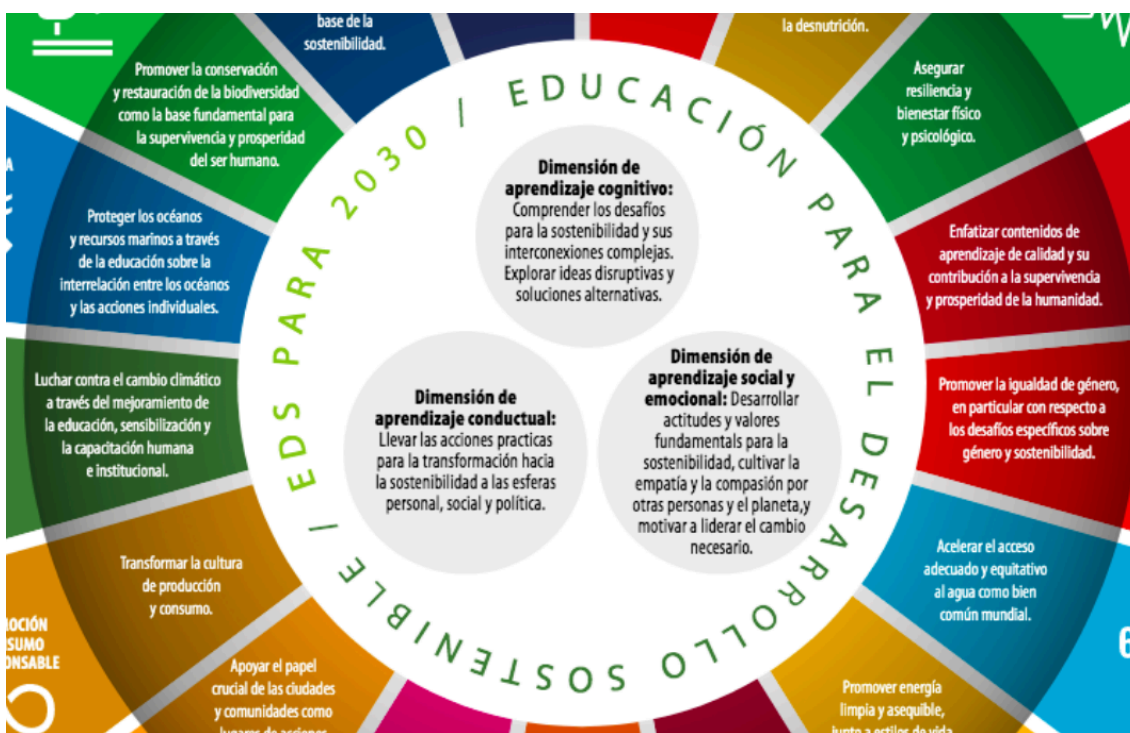 base de la
sostenibilidad.
la desnutrición.
Promover la conservación
y restauración de la biodiversidad
como la base fundamental para
la supervivencia y prosperidad
del ser humano.
Asegurar
resiliencia y
bienestar físico
y psicológico.
EDS PARA 2030 / EDUCACIÓN PARA EL DESARROLLO SOSTENIBLE /
Dimensión de
aprendizaje cognitivo:
Comprender los desafíos
para la sostenibilidad y sus
interconexiones complejas.
Explorar ideas disruptivas y
soluciones alternativas.
Proteger los océanos
y recursos marinos a través
de la educación sobre la
interrelación entre los océanos
y las acciones individuales.
Enfatizar contenidos de
aprendizaje de calidad y su
contribución a la supervivencia
y prosperidad de la humanidad.
Luchar contra el cambio climático
a través del mejoramiento de
la educación, sensibilización y
la capacitación humana
e institucional.
Dimensión de
aprendizaje conductual:
Llevar las acciones practicas
para la transformación hacia
la sostenibilidad a las esferas
personal, social y política.
Dimensión de
aprendizaje social y
emocional: Desarrollar
actitudes y valores
fundamentals para la
sostenibilidad, cultivar la
empatía y la compasión por
otras personas y el planeta,y
motivar a liderar el cambio
necesario.
Promover la igualdad de género,
en particular con respecto a
los desafíos específicos sobre
género y sostenibilidad.
Transformar la cultura
de producción
y consumo.
Acelerar el acceso
adecuado y equitativo
al agua como bien
común mundial.
6
Apoyar el papel
crucial de las ciudades
y comunidades como
lugares de acciones
Promover energía
limpia y asequible,
junto a estilos de vida